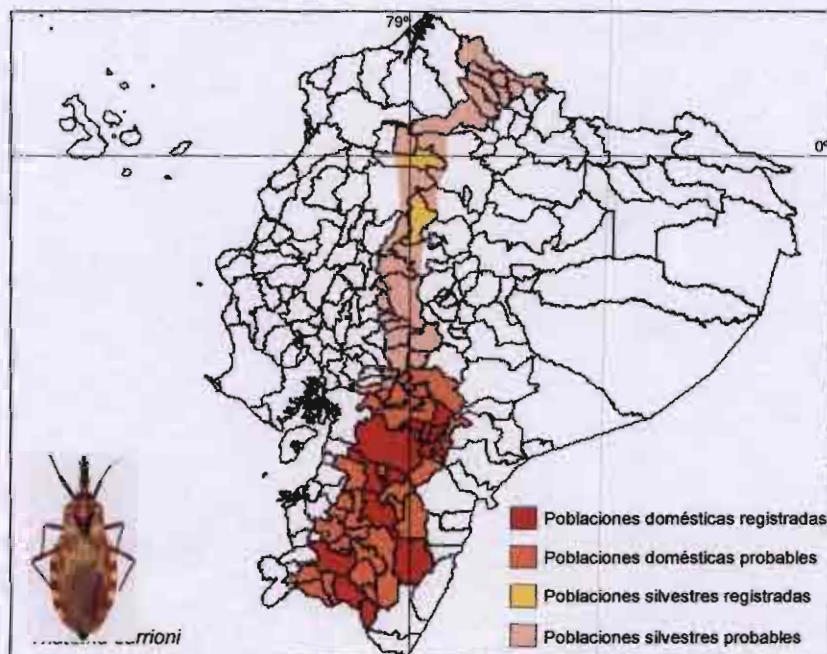 79°
0°
Poblaciones domésticas registradas
Poblaciones domésticas probables
Poblaciones silvestres registradas
Poblaciones silvestres probables